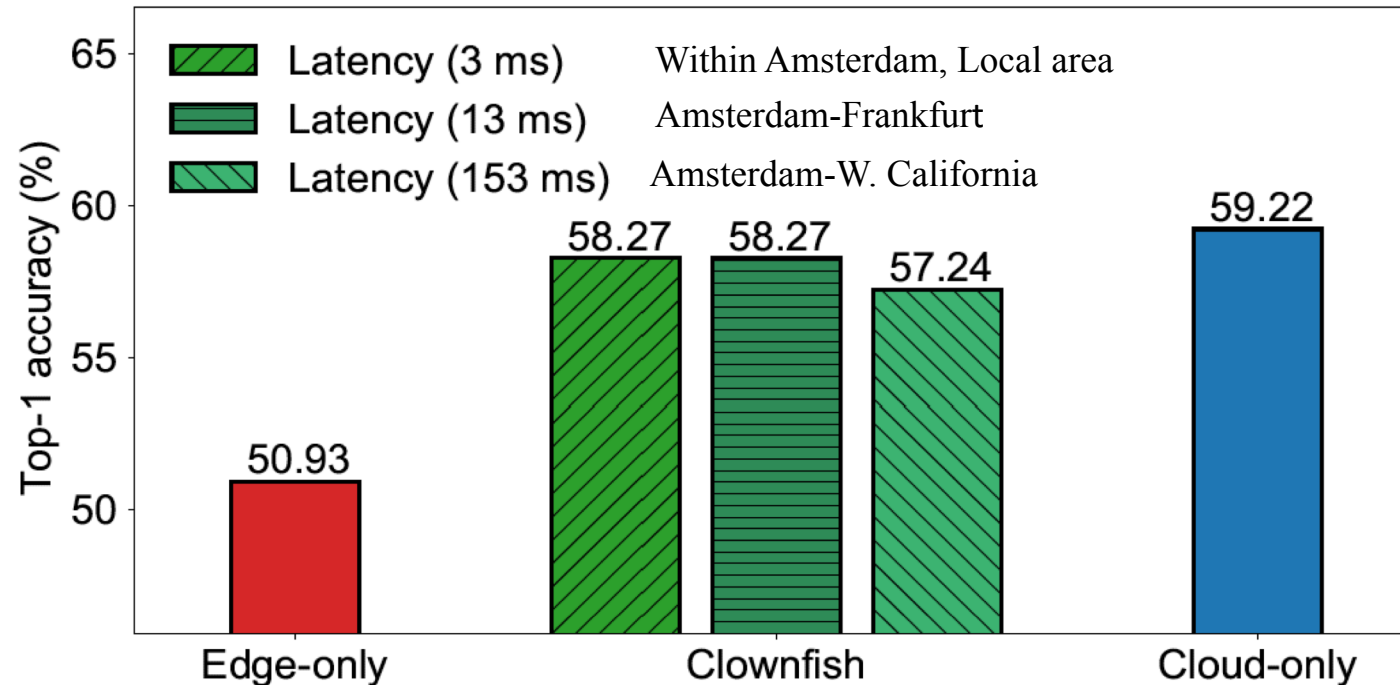 65
Latency (3 ms) Within Amsterdam, Local area
Latency (13 ms) Amsterdam-Frankfurt
Latency (153 ms) Amsterdam-W. California
60
58.27 58.27 57.24 59.22
55
50.93
50
Top-1 accuracy (%)
Edge-only Clownfish Cloud-only